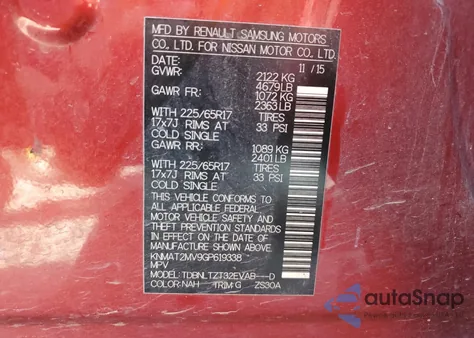 MFD BY RENAULT SAMSUNG MOTORS
CO., LTD. FOR NISSAN MOTOR CO., LTD.
DATE: 11 / 15
GVWR: 2122 KG
4679 LB
GAWR FR: 1072 KG
2363 LB
WITH 225/65R17 TIRES
17x7J RIMS AT 33 PSI
COLD SINGLE
GAWR RR: 1089 KG
2401 LB
WITH 225/65R17 TIRES
17x7J RIMS AT 33 PSI
COLD SINGLE
THIS VEHICLE CONFORMS TO ALL
APPLICABLE U.S. FEDERAL
MOTOR VEHICLE SAFETY, BUMPER,
THEFT PREVENTION STANDARDS IN
EFFECT ON THE DATE OF
MANUFACTURE SHOWN ABOVE.
KNMAT2MV9GP619338
MPV
MODEL: TDBNLTZT32EVAB---D
COLOR: NAH TRIM: G ZS30A
autoSnap